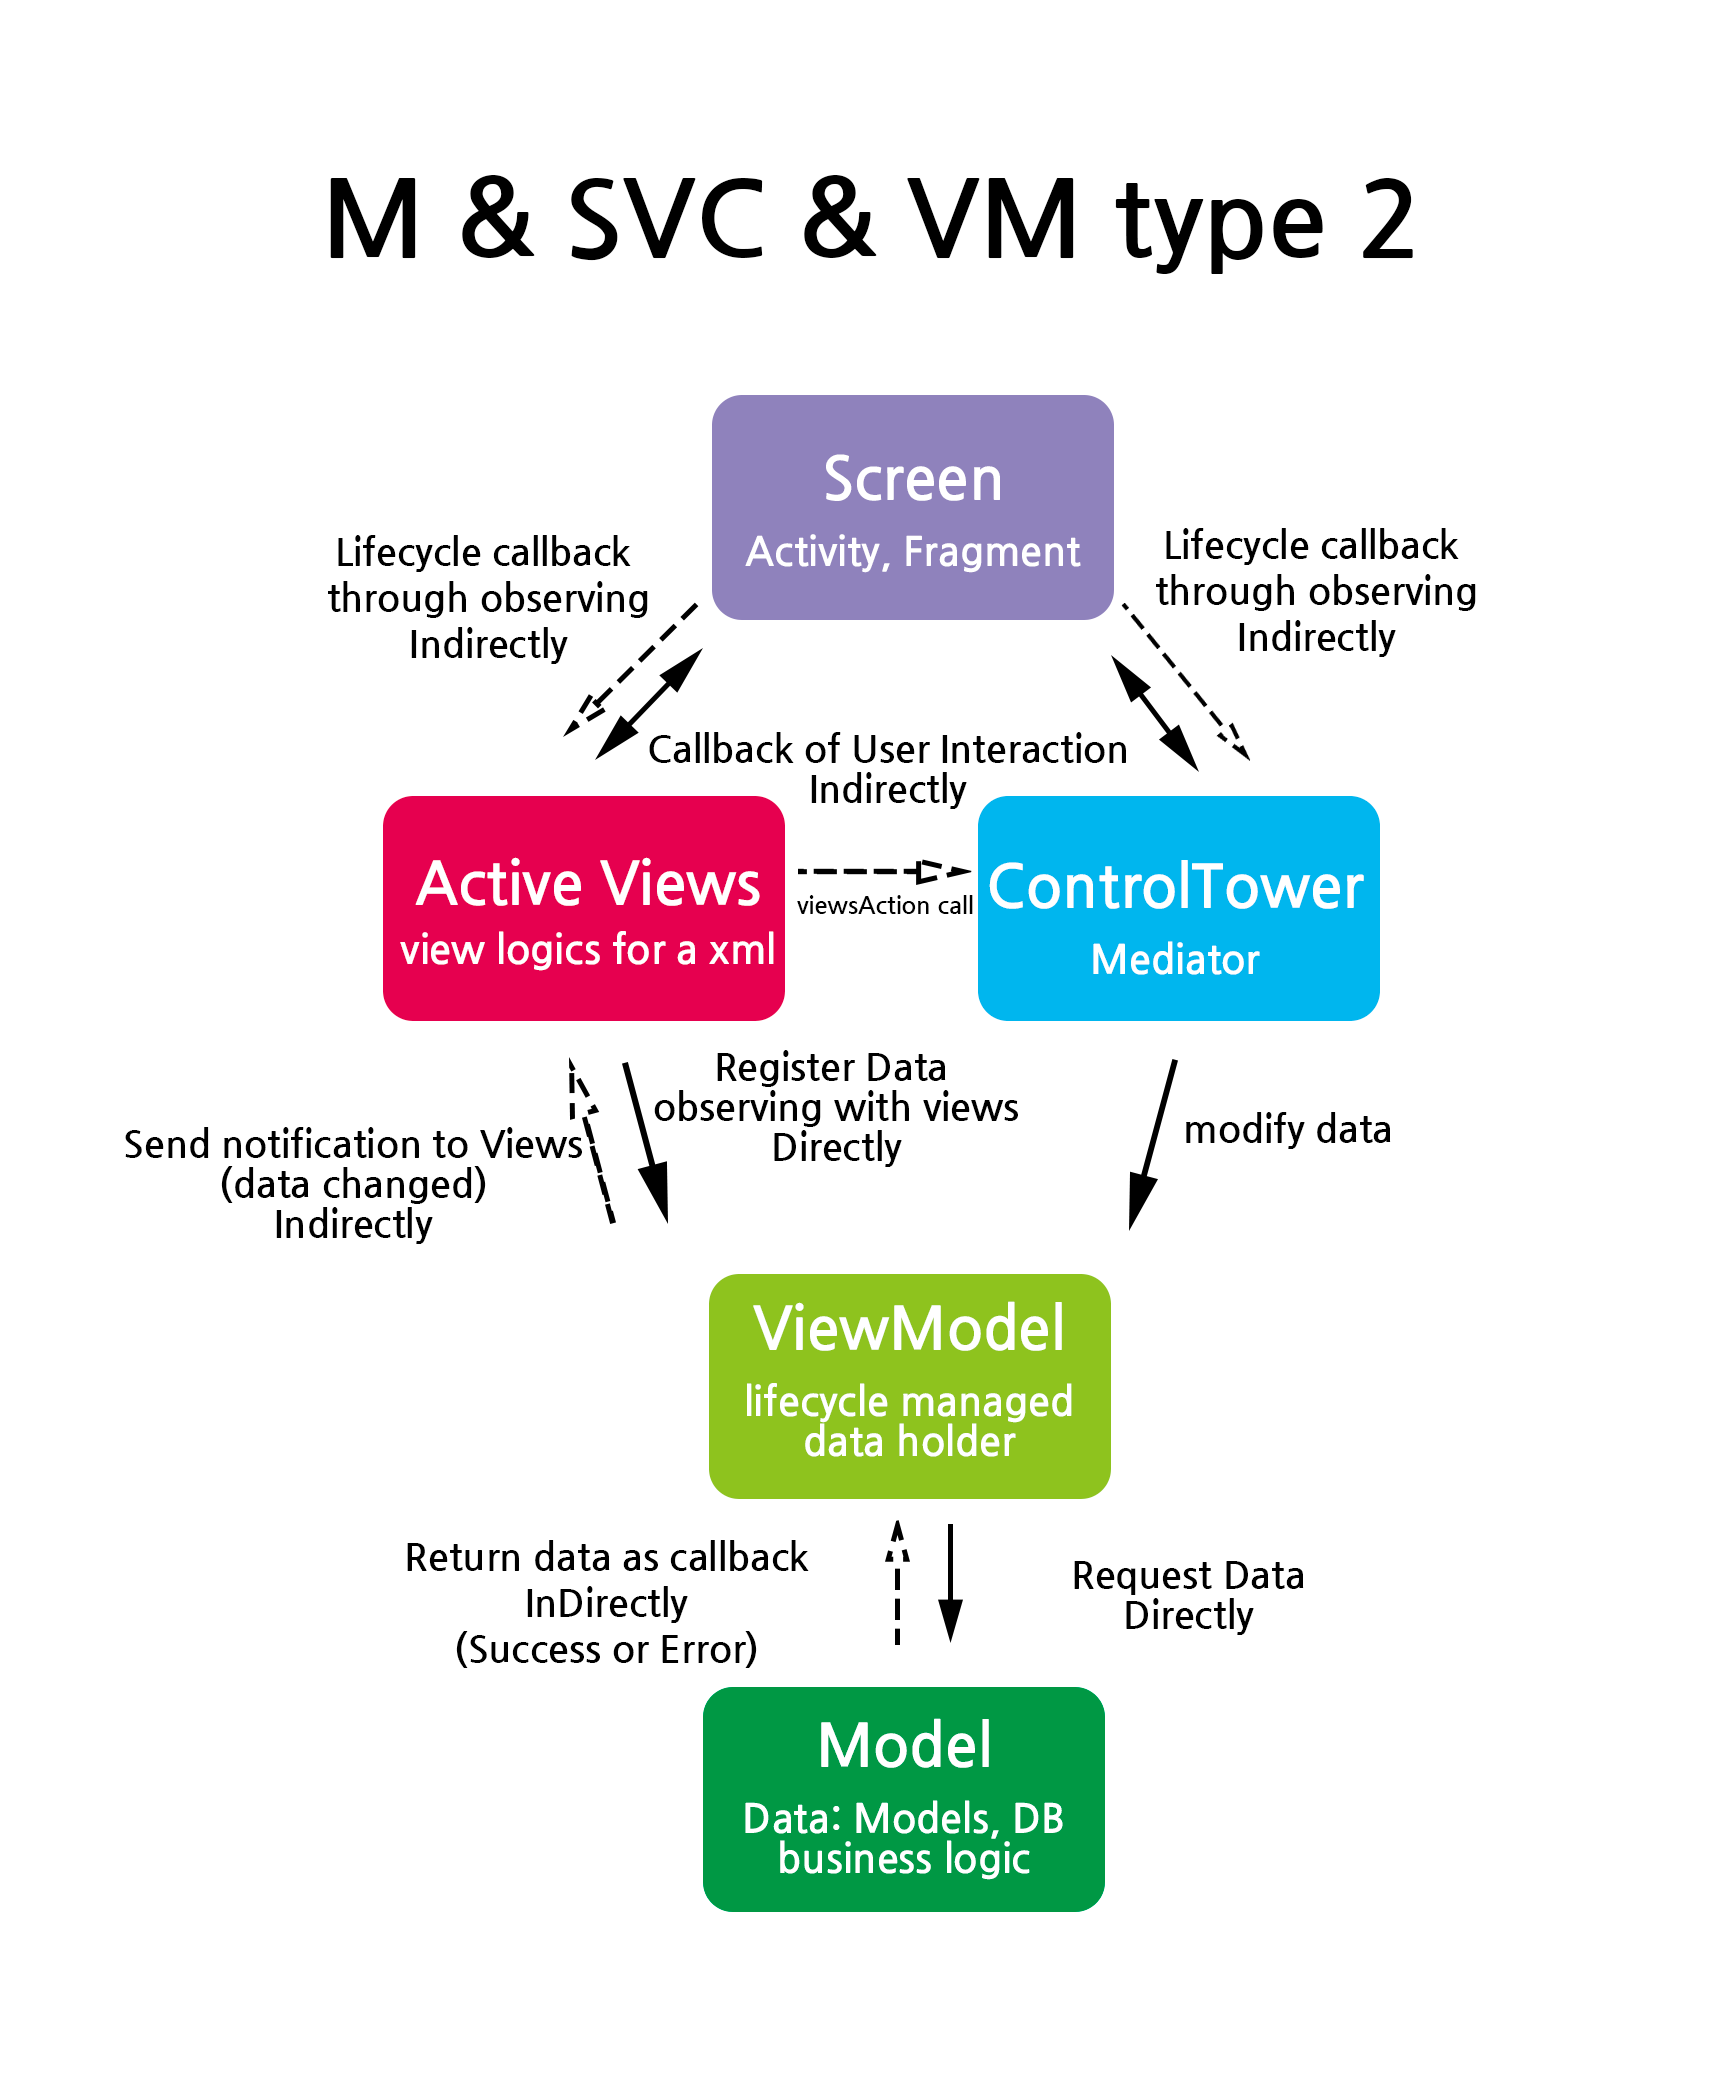 M & SVC & VM type 2
Screen
Activity, Fragment
Lifecycle callback
through observing
Indirectly
Lifecycle callback
through observing
Indirectly
Callback of User Interaction
Indirectly
Active Views
view logics for a xml
viewsAction call
ControlTower
Mediator
Register Data
observing with views
Directly
Send notification to Views
(data changed)
Indirectly
modify data
ViewModel
lifecycle managed
data holder
Return data as callback
InDirectly
(Success or Error)
Request Data
Directly
Model
Data: Models, DB
business logic